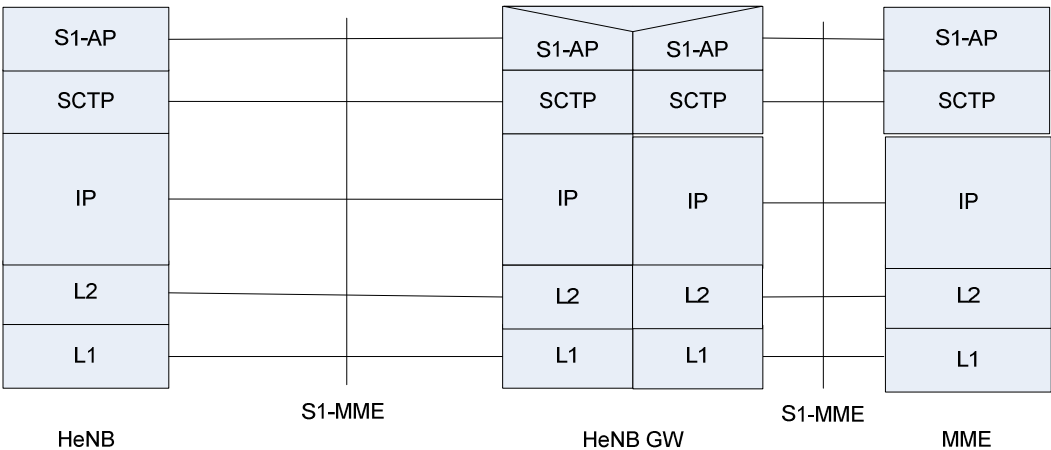 S1-AP
S1-AP
S1-AP
S1-AP
SCTP
SCTP
SCTP
SCTP
IP
IP
IP
IP
L2
L2
L2
L2
L1
L1
L1
L1
S1-MME
S1-MME
HeNB
HeNB GW
MME